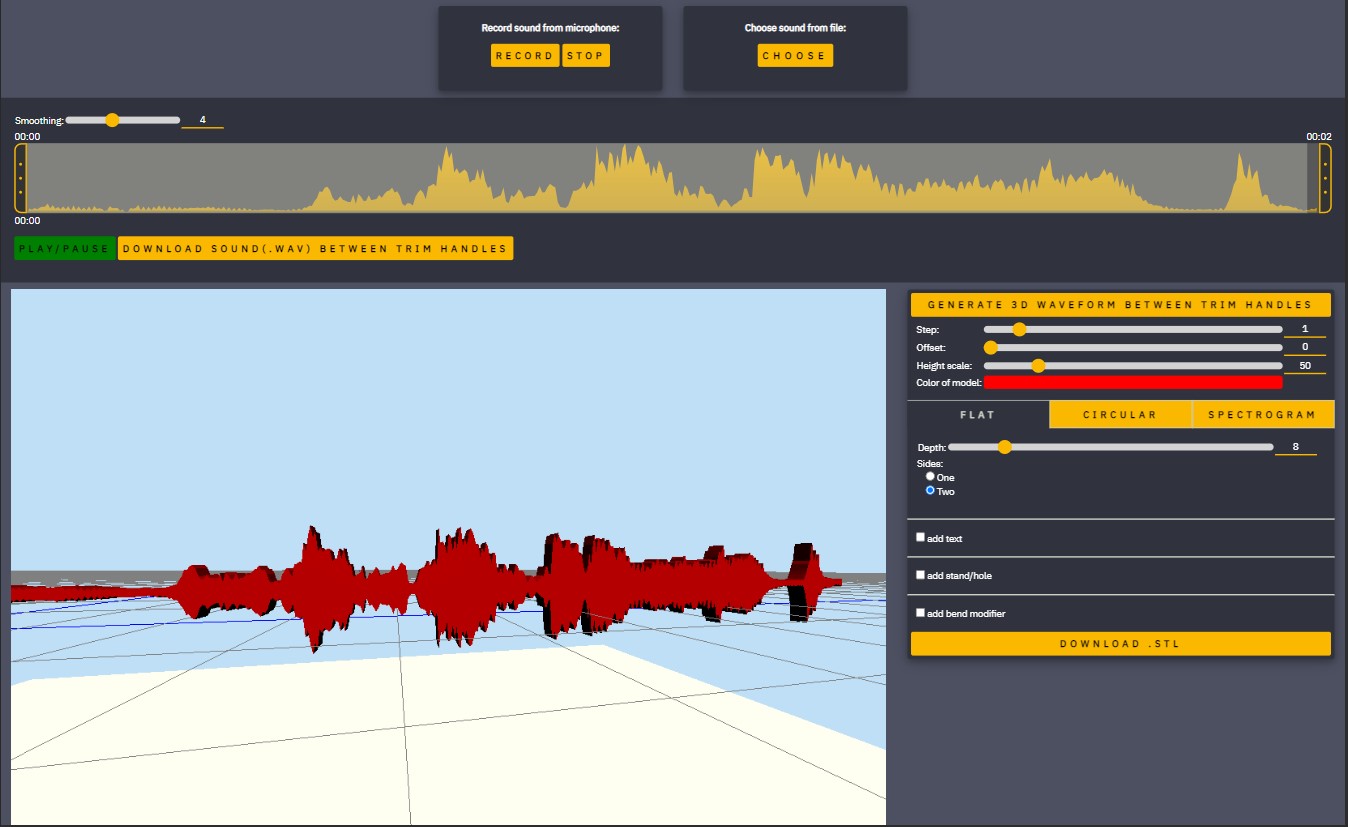 Record sound from microphone:
Choose sound from file:
RECORD STOP
CHOOSE
Smoothing: 4
00:00
00:02
00:00
PLAY/PAUSE DOWNLOAD SOUND(.WAV) BETWEEN TRIM HANDLES
GENERATE 3D WAVEFORM BETWEEN TRIM HANDLES
Step: 1
Offset: 0
Height scale: 50
Color of model:
FLAT CIRCULAR SPECTROGRAM
Depth: 8
Sides:
One
Two
add text
add stand/hole
add bend modifier
DOWNLOAD .STL